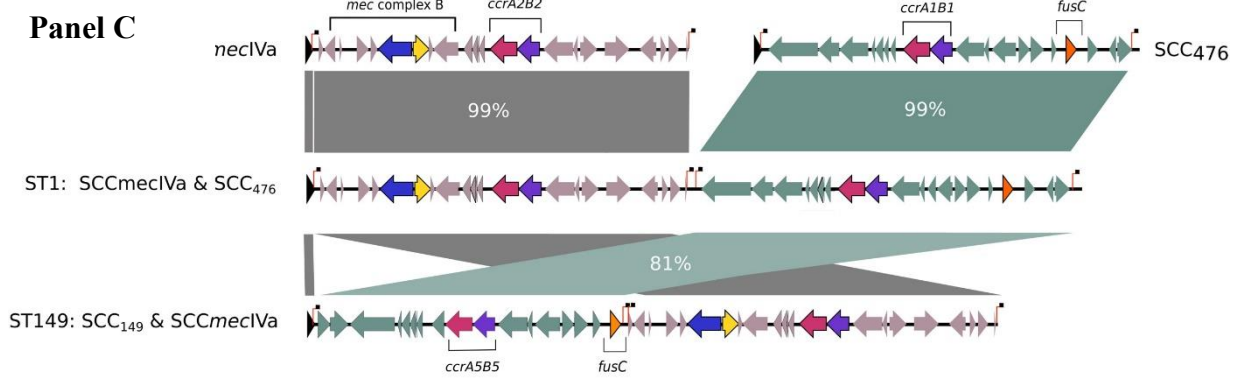 Panel C
mec complex B
ccrA2B2
ccrA1B1
fusC
necIVa
SCC476
99%
99%
ST1: SCCmecIVa & SCC476
81%
ST149: SCC149 & SCCmecIVa
ccrA5B5
fusC